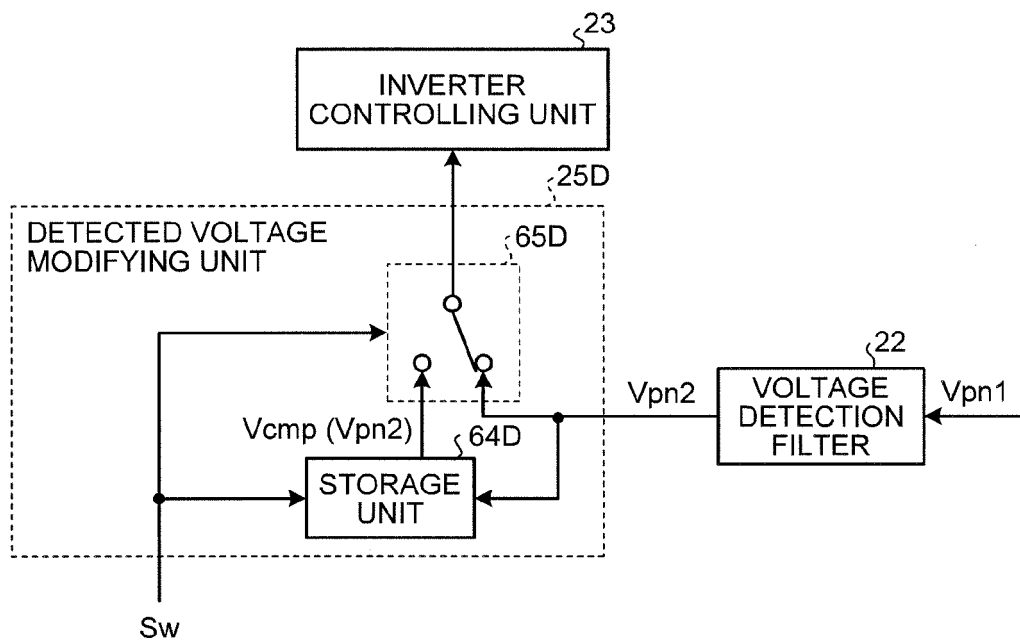 23
INVERTER
CONTROLLING UNIT
25D
DETECTED VOLTAGE
MODIFYING UNIT
65D
22
VOLTAGE
DETECTION
FILTER
Vpn2
Vpn1
Vcmp (Vpn2)
64D
STORAGE
UNIT
Sw